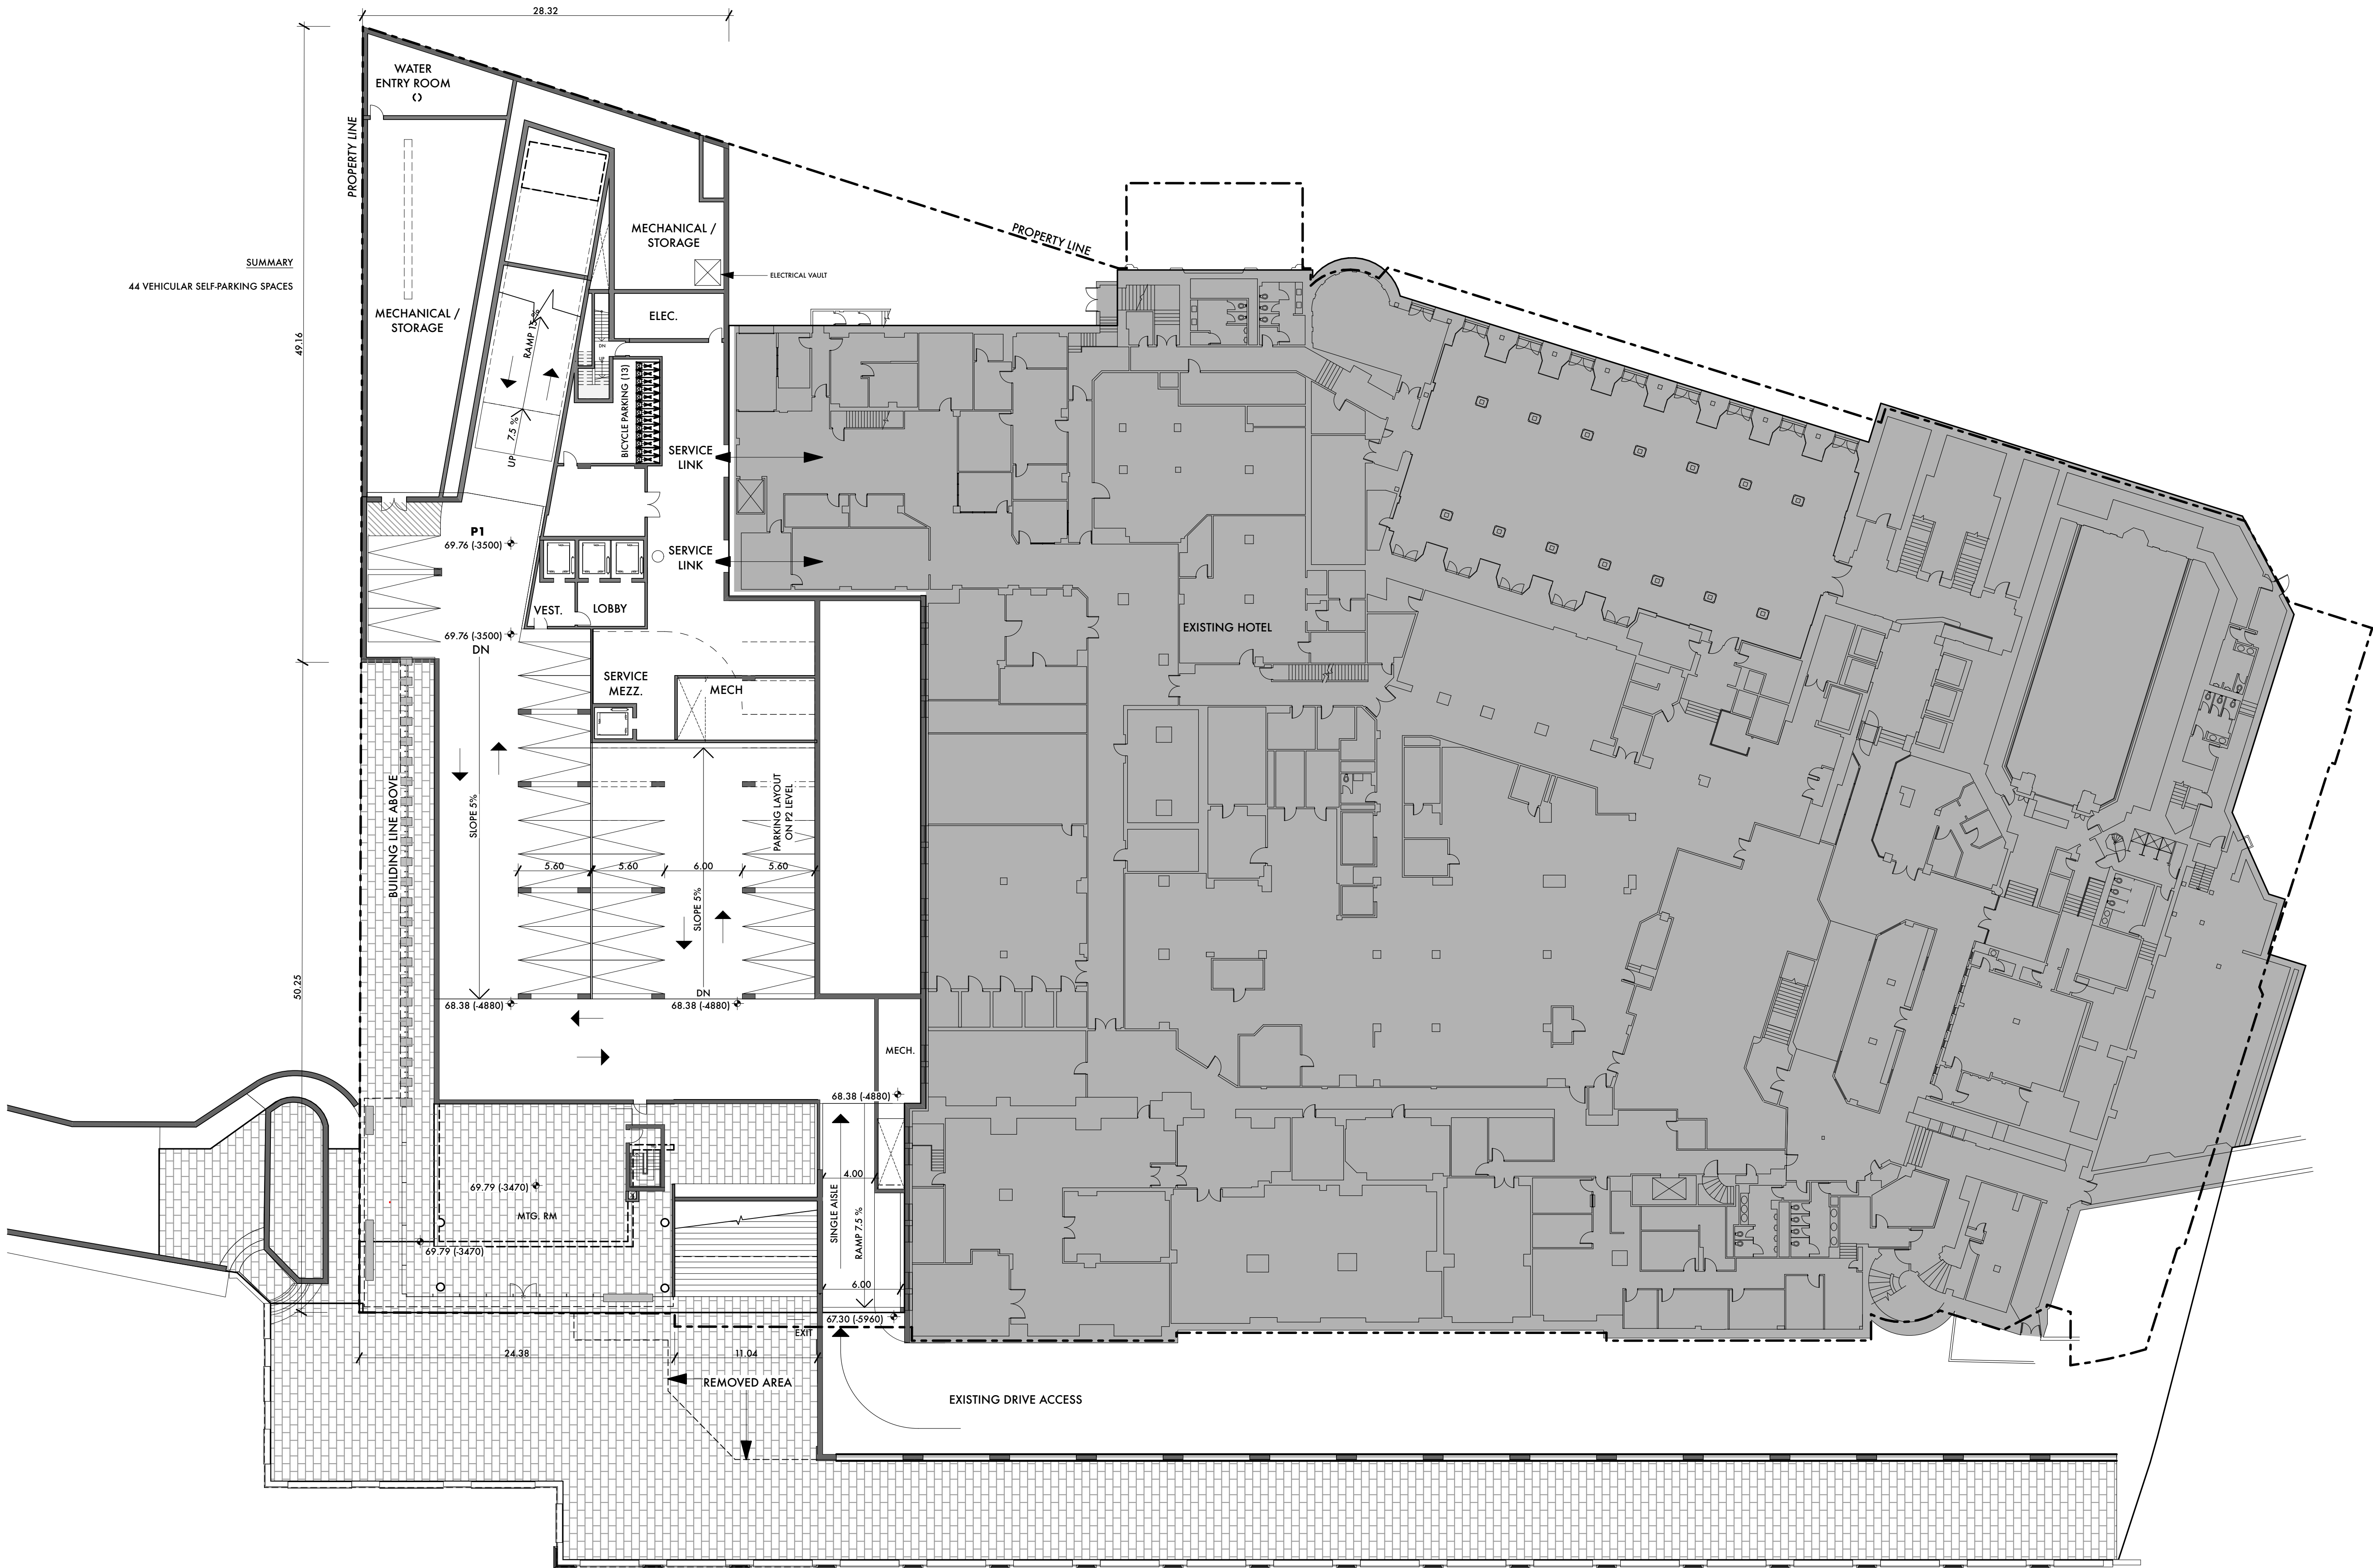 28.32
WATER
ENTRY ROOM
PROPERTY LINE
MECHANICAL /
STORAGE
PROPERTY LINE
SUMMARY
44 VEHICULAR SELF-PARKING SPACES
ELECTRICAL VAULT
MECHANICAL /
STORAGE
ELEC.
RAMP 15 %
49.16
DN
UP
BICYCLE PARKING (13)
UP 7.5 %
SERVICE
LINK
P1
69.76 (-3500)
SERVICE
LINK
VEST.
LOBBY
EXISTING HOTEL
69.76 (-3500)
DN
SERVICE
MEZZ.
MECH
BUILDING LINE ABOVE
SLOPE 5%
PARKING LAYOUT
ON P2 LEVEL
5.60
5.60
6.00
5.60
SLOPE 5%
50.25
DN
68.38 (-4880)
68.38 (-4880)
MECH.
68.38 (-4880)
4.00
69.79 (-3470)
MTG. RM
SINGLE AISLE
RAMP 7.5 %
69.79 (-3470)
6.00
67.30 (-5960)
EXIT
24.38
11.04
REMOVED AREA
EXISTING DRIVE ACCESS